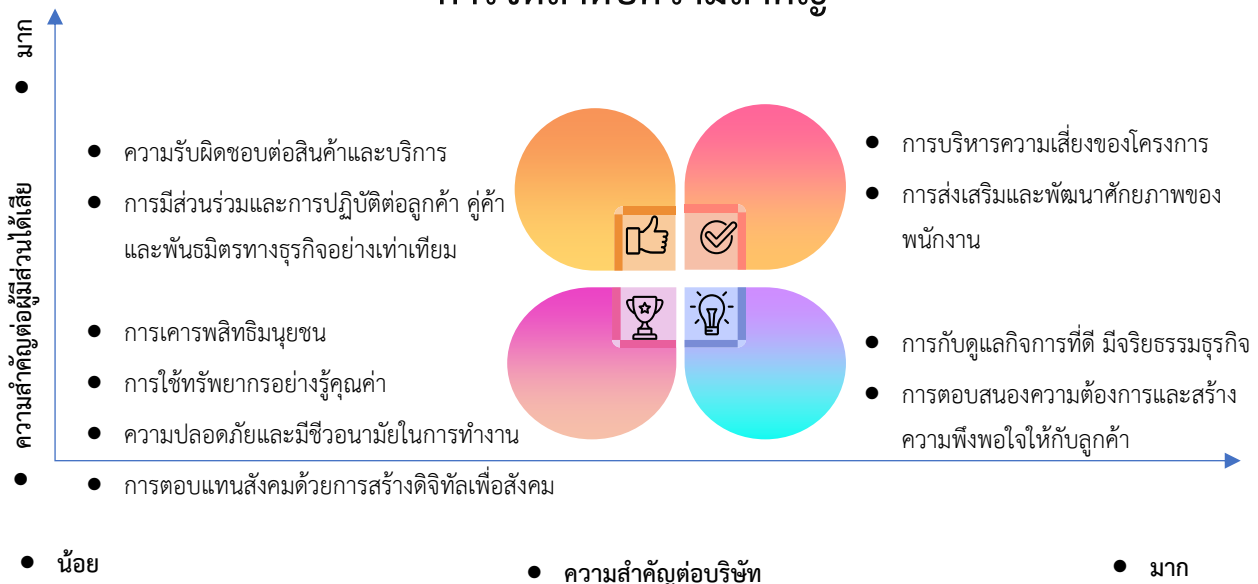 การจัดลำดับความสำคัญ
มาก
ความสำคัญต่อผู้มีส่วนได้เสีย
● ความรับผิดชอบต่อสินค้าและบริการ
● การมีส่วนร่วมและการปฏิบัติต่อลูกค้า คู่ค้า
และพันธมิตรทางธุรกิจอย่างเท่าเทียม
● การบริหารความเสี่ยงของโครงการ
● การส่งเสริมและพัฒนาศักยภาพของ
พนักงาน
● การเคารพสิทธิมนุยชน
● การใช้ทรัพยากรอย่างรู้คุณค่า
● ความปลอดภัยและมีชีวอนามัยในการทำงาน
● การตอบแทนสังคมด้วยการสร้างดิจิทัลเพื่อสังคม
● การกับดูแลกิจการที่ดี มีจริยธรรมธุรกิจ
● การตอบสนองความต้องการและสร้าง
ความพึงพอใจให้กับลูกค้า
● น้อย
● ความสำคัญต่อบริษัท
● มาก